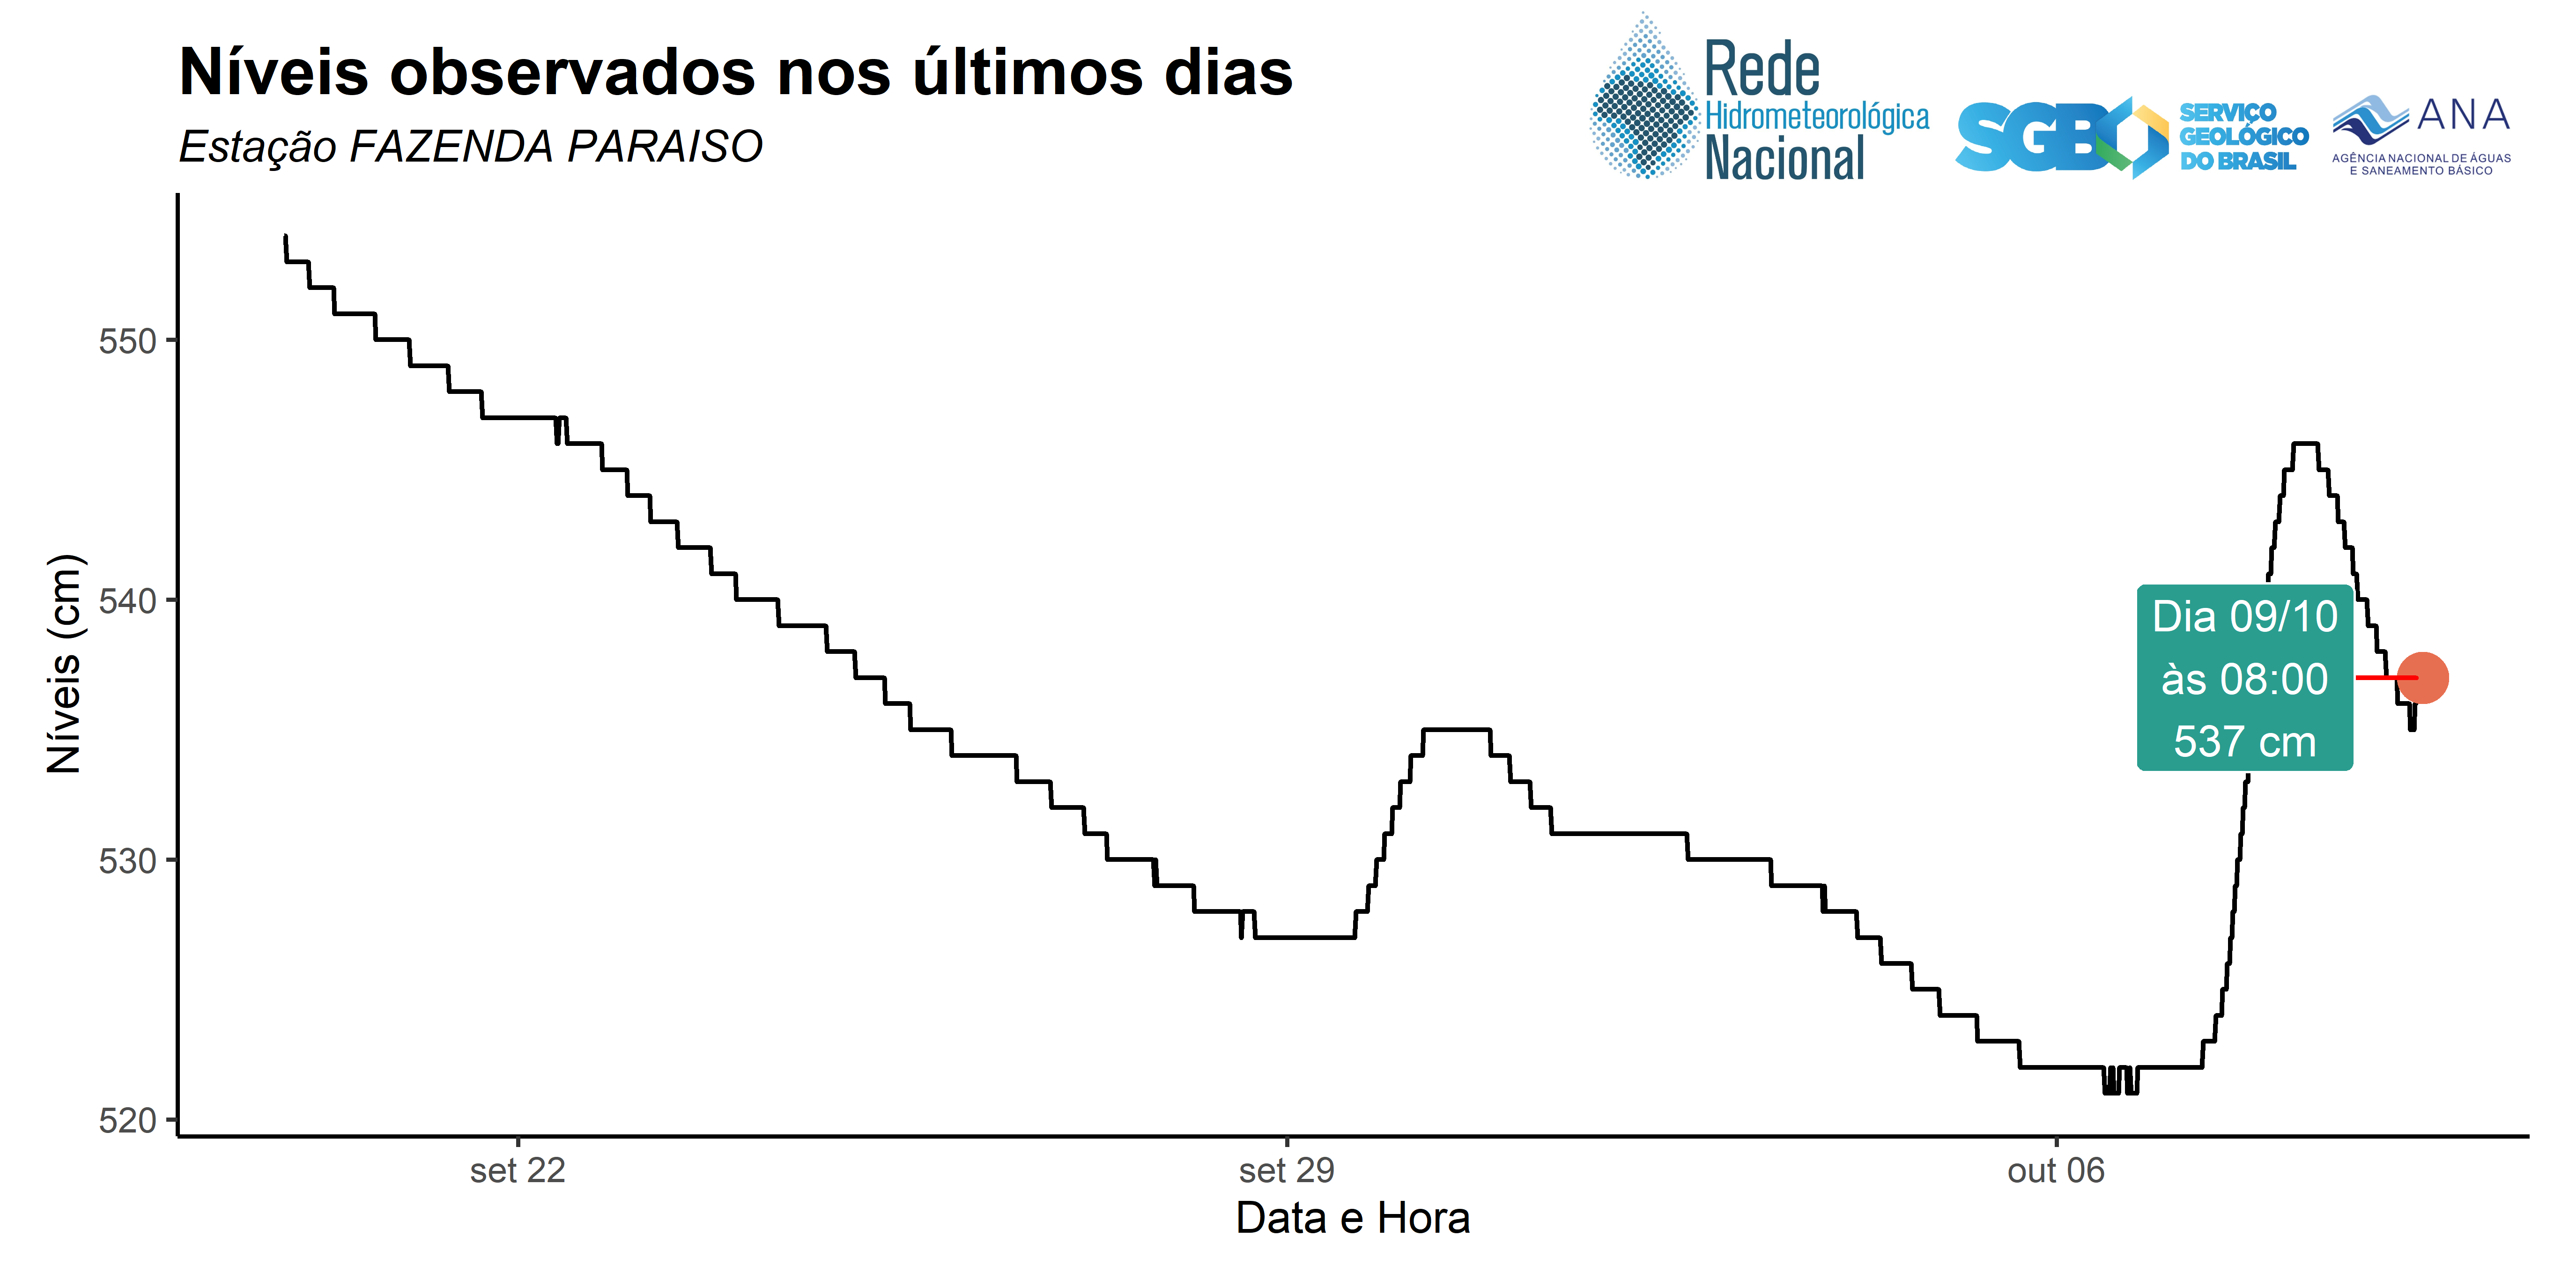 Níveis observados nos últimos dias
Estação FAZENDA PARAISO
Rede
Hidrometeorológica
Nacional
SGB
SERVIÇO
GEOLÓGICO
DO BRASIL
ANA
AGÊNCIA NACIONAL DE ÁGUAS
E SANEAMENTO BÁSICO
Níveis (cm)
550
540
530
520
Dia 09/10
às 08:00
537 cm
set 22
set 29
out 06
Data e Hora